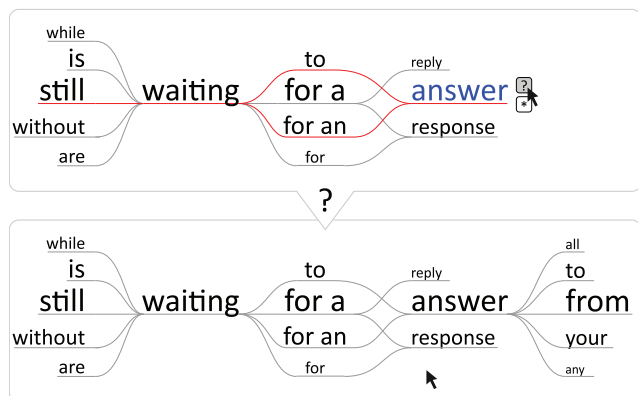 while
is
to
reply
still waiting for a answer ?
*
without
for an
response
are
for
?
while
all
is
to
reply
to
still waiting for a answer from
without
for an
response
your
are
for
any